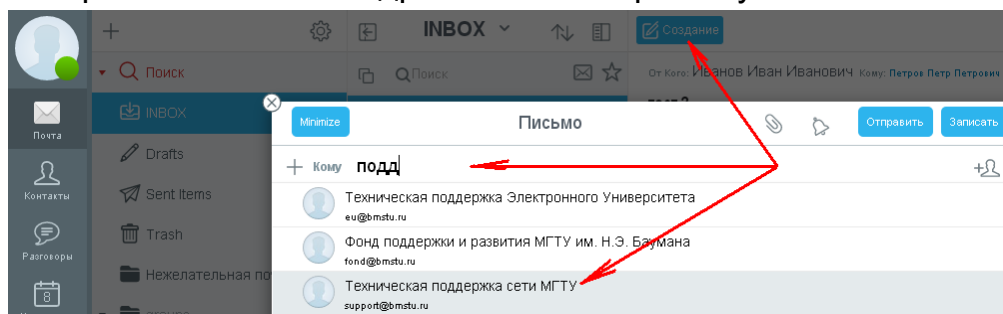 INBOX
Создание
Поиск
Поиск
От Кого: Иванов Иван Иванович Кому: Петров Петр Петрович
INBOX
Почта
Minimize
Письмо
Отправить
Записать
Drafts
Кому подд
Контакты
Sent Items
Техническая поддержка Электронного Университета
eu@bmstu.ru
Trash
Фонд поддержки и развития МГТУ им. Н.Э. Баумана
fond@bmstu.ru
Разговоры
Нежелательная по
Техническая поддержка сети МГТУ
support@bmstu.ru
8